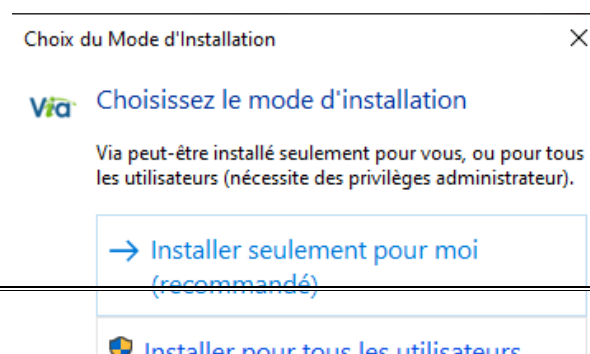 Choix du Mode d'Installation
Via
Choisissez le mode d'installation
Via peut-être installé seulement pour vous, ou pour tous
les utilisateurs (nécessite des privilèges administrateur).
→ Installer seulement pour moi
(recommandé)
Installer pour tous les utilisateurs